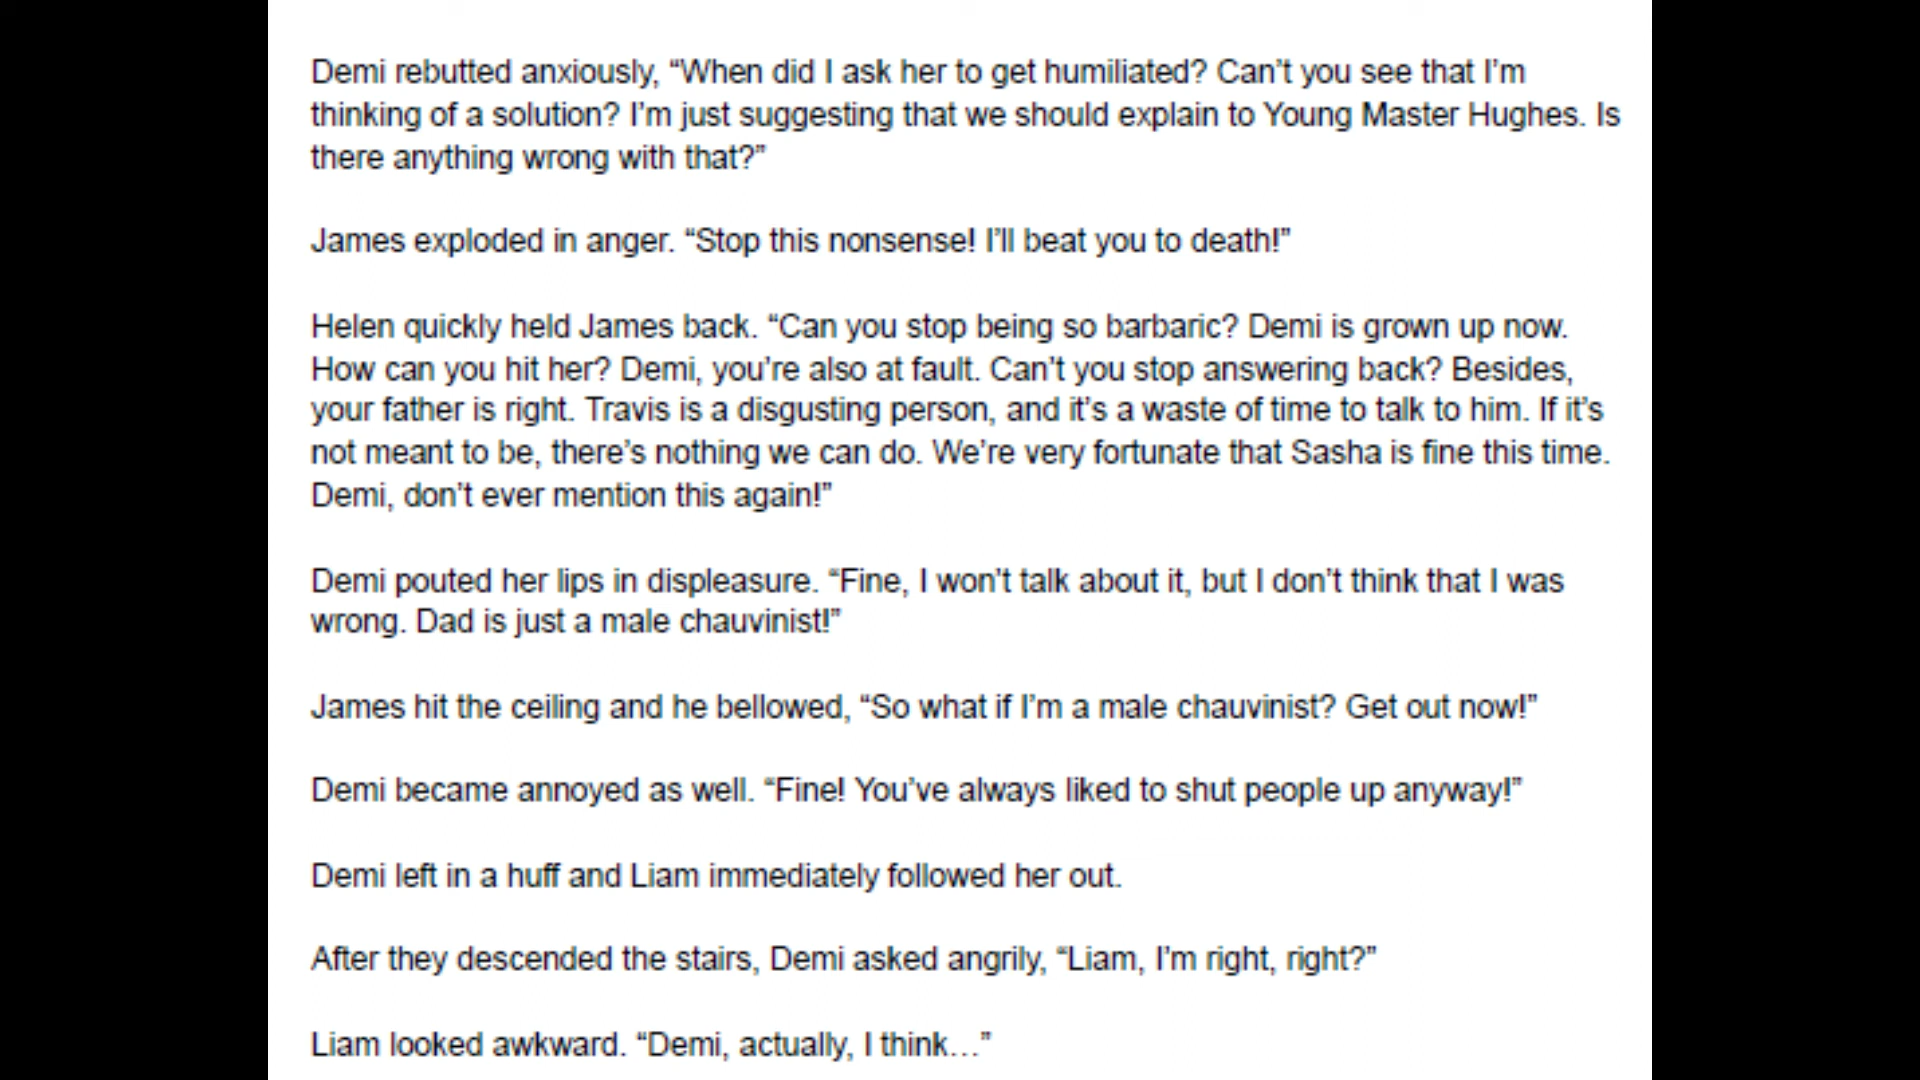 Demi rebutted anxiously, “When did I ask her to get humiliated? Can’t you see that I’m
thinking of a solution? I’m just suggesting that we should explain to Young Master Hughes. Is
there anything wrong with that?”
James exploded in anger. “Stop this nonsense! I’ll beat you to death!”
Helen quickly held James back. “Can you stop being so barbaric? Demi is grown up now.
How can you hit her? Demi, you’re also at fault. Can’t you stop answering back? Besides,
your father is right. Travis is a disgusting person, and it’s a waste of time to talk to him. If it’s
not meant to be, there’s nothing we can do. We’re very fortunate that Sasha is fine this time.
Demi, don’t ever mention this again!”
Demi pouted her lips in displeasure. “Fine, I won’t talk about it, but I don’t think that I was
wrong. Dad is just a male chauvinist!”
James hit the ceiling and he bellowed, “So what if I’m a male chauvinist? Get out now!”
Demi became annoyed as well. “Fine! You’ve always liked to shut people up anyway!”
Demi left in a huff and Liam immediately followed her out.
After they descended the stairs, Demi asked angrily, “Liam, I’m right, right?”
Liam looked awkward. “Demi, actually, I think…”